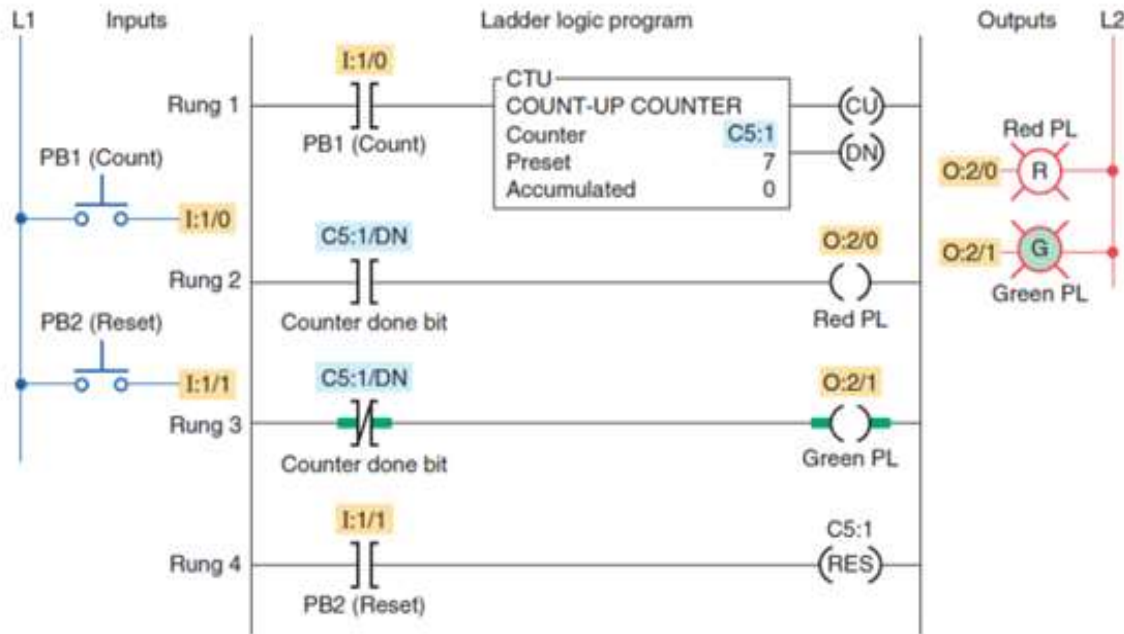 L1 Inputs Ladder logic program Outputs L2
I:1/0
Rung 1
PB1 (Count)
CTU
COUNT-UP COUNTER
Counter C5:1
Preset 7
Accumulated 0
CU
DN
PB1 (Count)
I:1/0
Red PL
O:2/0 R
O:2/1 G
Green PL
C5:1/DN
Rung 2
Counter done bit
O:2/0
Red PL
PB2 (Reset)
I:1/1
C5:1/DN
Rung 3
Counter done bit
O:2/1
Green PL
I:1/1
Rung 4
PB2 (Reset)
C5:1
RES